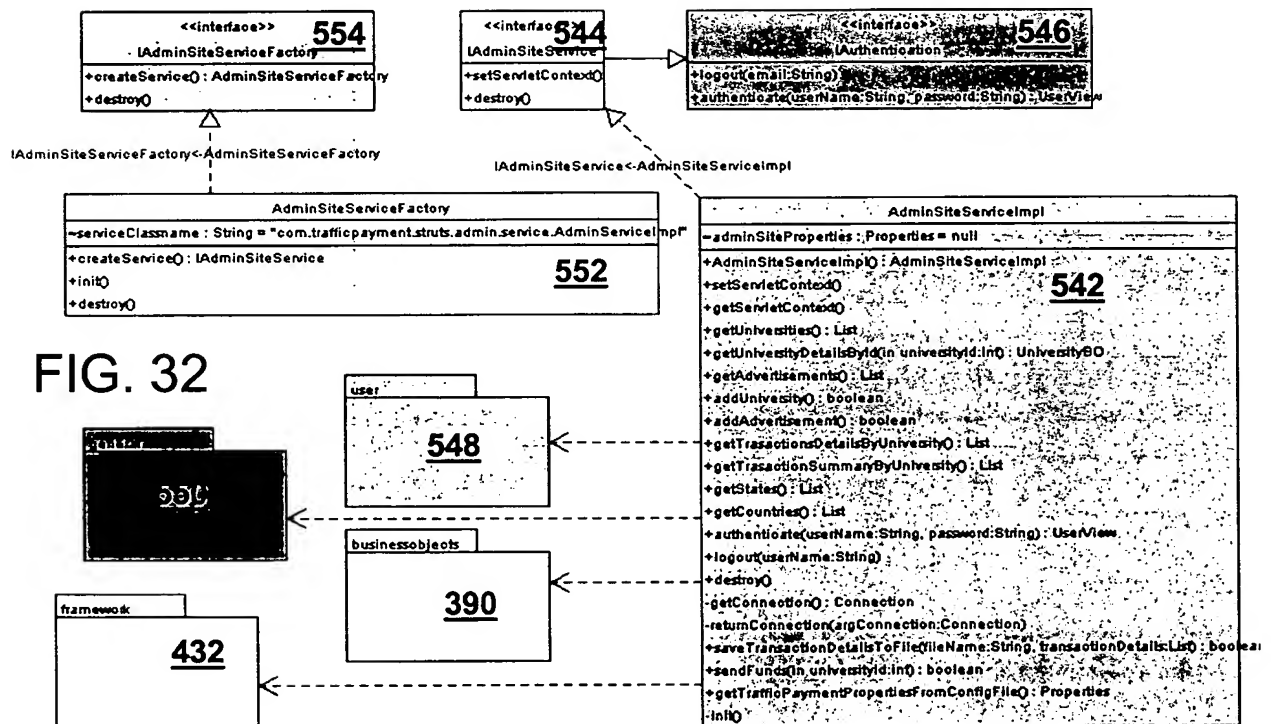 <<interface>>
554
IAdminSiteServiceFactory
+createService() : AdminSiteServiceFactory
+destroy()
<<interface>>
544
IAdminSiteService
+setServletContext()
+destroy()
<<interface>>
546
IAuthentication
+logout(email:String)
+authenticate(userName:String, password:String) : UserView
IAdminSiteServiceFactory<-AdminSiteServiceFactory
IAdminSiteService<-AdminSiteServiceImpl
AdminSiteServiceFactory
~serviceClassname : String = "com.trafficpayment.struts.admin.service.AdminServiceImpl"
+createService() : IAdminSiteService
+init()
552
+destroy()
AdminSiteServiceImpl
~adminSiteProperties : Properties = null
+AdminSiteServiceImpl() : AdminSiteServiceImpl
542
+setServletContext()
+getServletContext()
+getUniversities() : List
+getUniversityDetailsById(in universityId:int) : UniversityBO
+getAdvertisements() : List
+addUniversity() : boolean
+addAdvertisement() : boolean
+getTrasactionsDetailsByUniversity() : List
+getTrasactionSummaryByUniversity() : List
+getStates() : List
+getCountries() : List
+authenticate(userName:String, password:String) : UserView
+logout(userName:String)
+destroy()
-getConnection() : Connection
-returnConnection(argConnection:Connection)
+saveTransactionDetailsToFile(fileName:String, transactionDetails:List) : boolean
+sendFunds(in universityId:int) : boolean
+getTrafficPaymentPropertiesFromConfigFile() : Properties
-init()
FIG. 32
user
548
businessobjects
390
framework
432